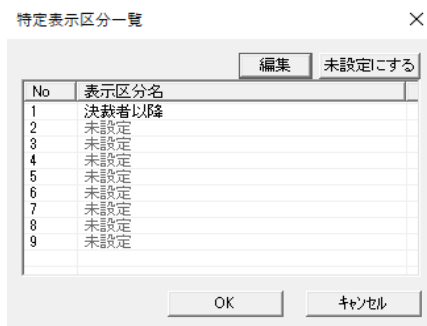 特定表示区分一覧
編集 未設定にする
No 表示区分名
1 決裁者以降
2 未設定
3 未設定
4 未設定
5 未設定
6 未設定
7 未設定
8 未設定
9 未設定
OK ｷｬﾝｾﾙ